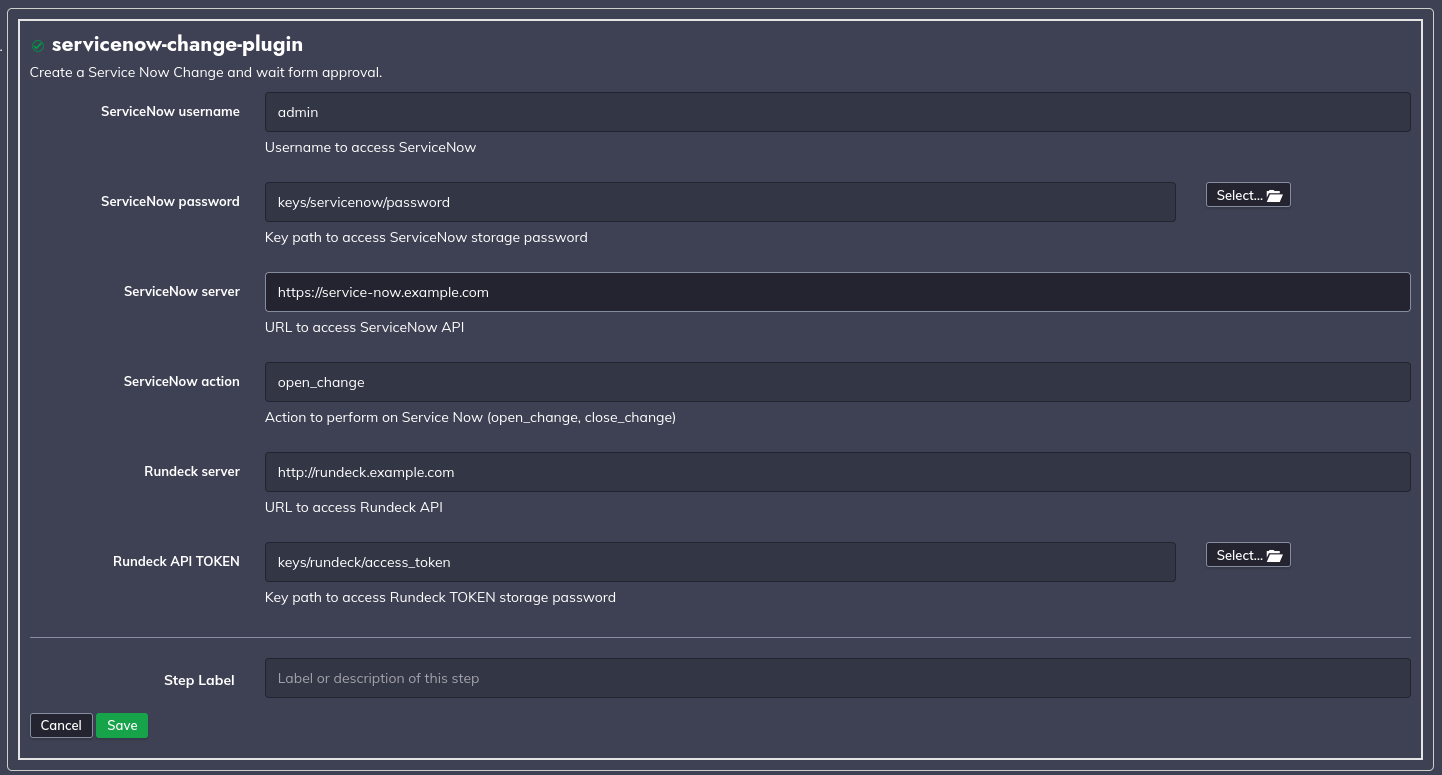 servicenow-change-plugin
Create a Service Now Change and wait form approval.
ServiceNow username
admin
Username to access ServiceNow
ServiceNow password
keys/servicenow/password
Select...
Key path to access ServiceNow storage password
ServiceNow server
https://service-now.example.com
URL to access ServiceNow API
ServiceNow action
open_change
Action to perform on Service Now (open_change, close_change)
Rundeck server
http://rundeck.example.com
URL to access Rundeck API
Rundeck API TOKEN
keys/rundeck/access_token
Select...
Key path to access Rundeck TOKEN storage password
Step Label
Label or description of this step
Cancel
Save